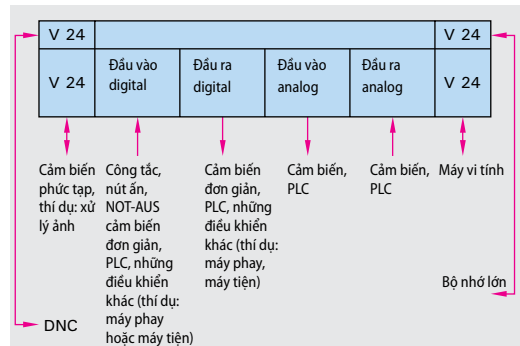 V 24
V 24
V 24
Đầu vào
digital
Đầu ra
digital
Đầu vào
analog
Đầu ra
analog
V 24
Cảm biến
phức tạp,
thí dụ: xử
lý ảnh
Công tắc,
nút ấn,
NOT-AUS
cảm biến
đơn giản,
PLC, những
điều khiển
khác (thí dụ:
máy phay
hoặc máy tiện)
Cảm biến
đơn giản,
PLC, những
điều khiển
khác (thí dụ:
máy phay,
máy tiện)
Cảm biến,
PLC
Cảm biến,
PLC
Máy vi tính
Bộ nhớ lớn
DNC